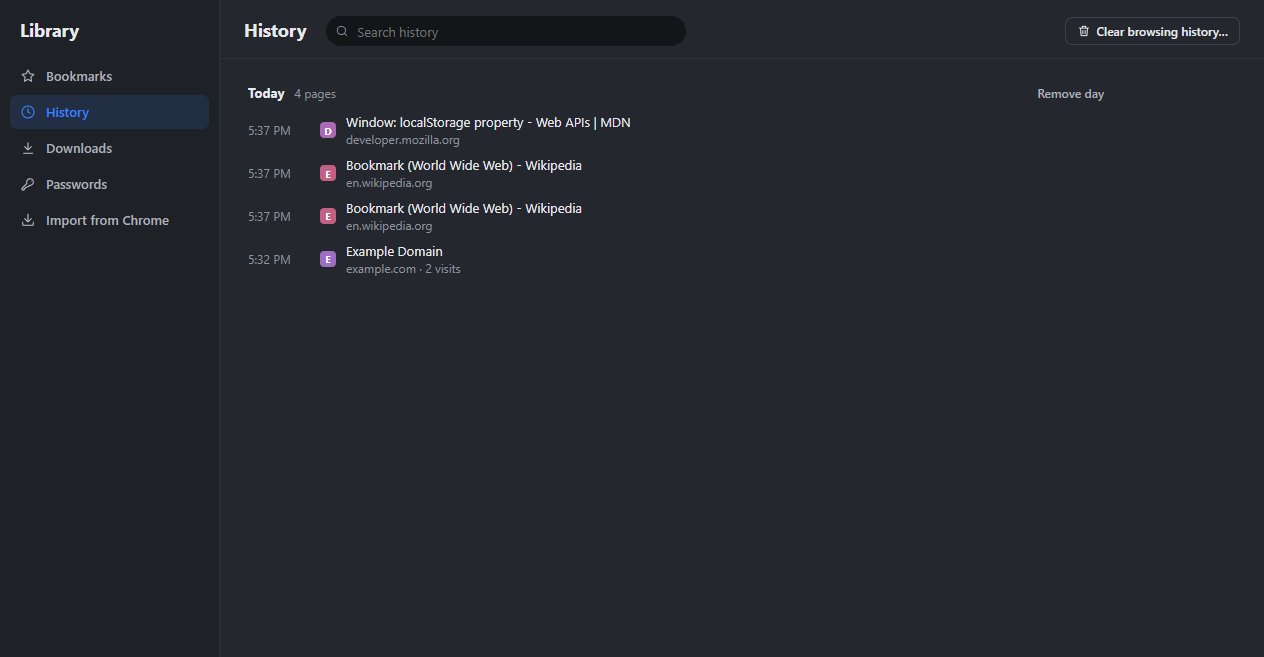 Library
Bookmarks
History
Downloads
Passwords
Import from Chrome
History
Search history
Clear browsing history...
Today 4 pages
Remove day
5:37 PM
D
Window: localStorage property - Web APIs | MDN
developer.mozilla.org
5:37 PM
E
Bookmark (World Wide Web) - Wikipedia
en.wikipedia.org
5:37 PM
E
Bookmark (World Wide Web) - Wikipedia
en.wikipedia.org
5:32 PM
E
Example Domain
example.com · 2 visits